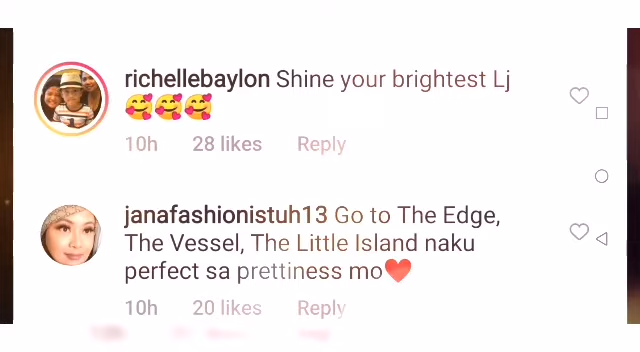 richellebaylon Shine your brightest Lj
🥰🥰🥰
10h 28 likes Reply
janafashionistuh13 Go to The Edge,
The Vessel, The Little Island naku
perfect sa prettiness mo❤️
10h 20 likes Reply